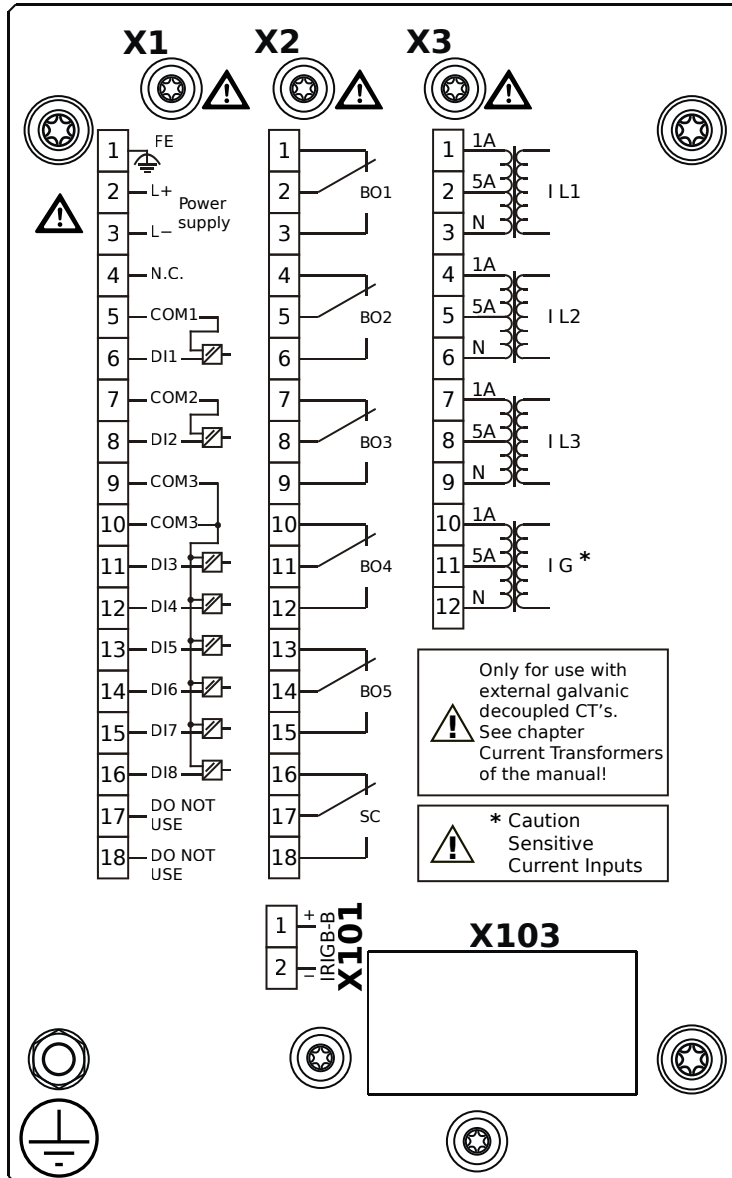 X1
X2
X3
1 FE
2 L+
Power
supply
3 L−
4 N.C.
5 COM1
6 DI1
7 COM2
8 DI2
9 COM3
10 COM3
11 DI3
12 DI4
13 DI5
14 DI6
15 DI7
16 DI8
17 DO NOT
USE
18 DO NOT
USE
1
2 BO1
3
4
5 BO2
6
7
8 BO3
9
10
11 BO4
12
13
14 BO5
15
16
17 SC
18
1 1A
2 5A I L1
3 N
4 1A
5 5A I L2
6 N
7 1A
8 5A I L3
9 N
10 1A
11 5A I G *
12 N
Only for use with
external galvanic
decoupled CT's.
See chapter
Current Transformers
of the manual!
* Caution
Sensitive
Current Inputs
1 +
2 −
IRIGB-B
X101
X103